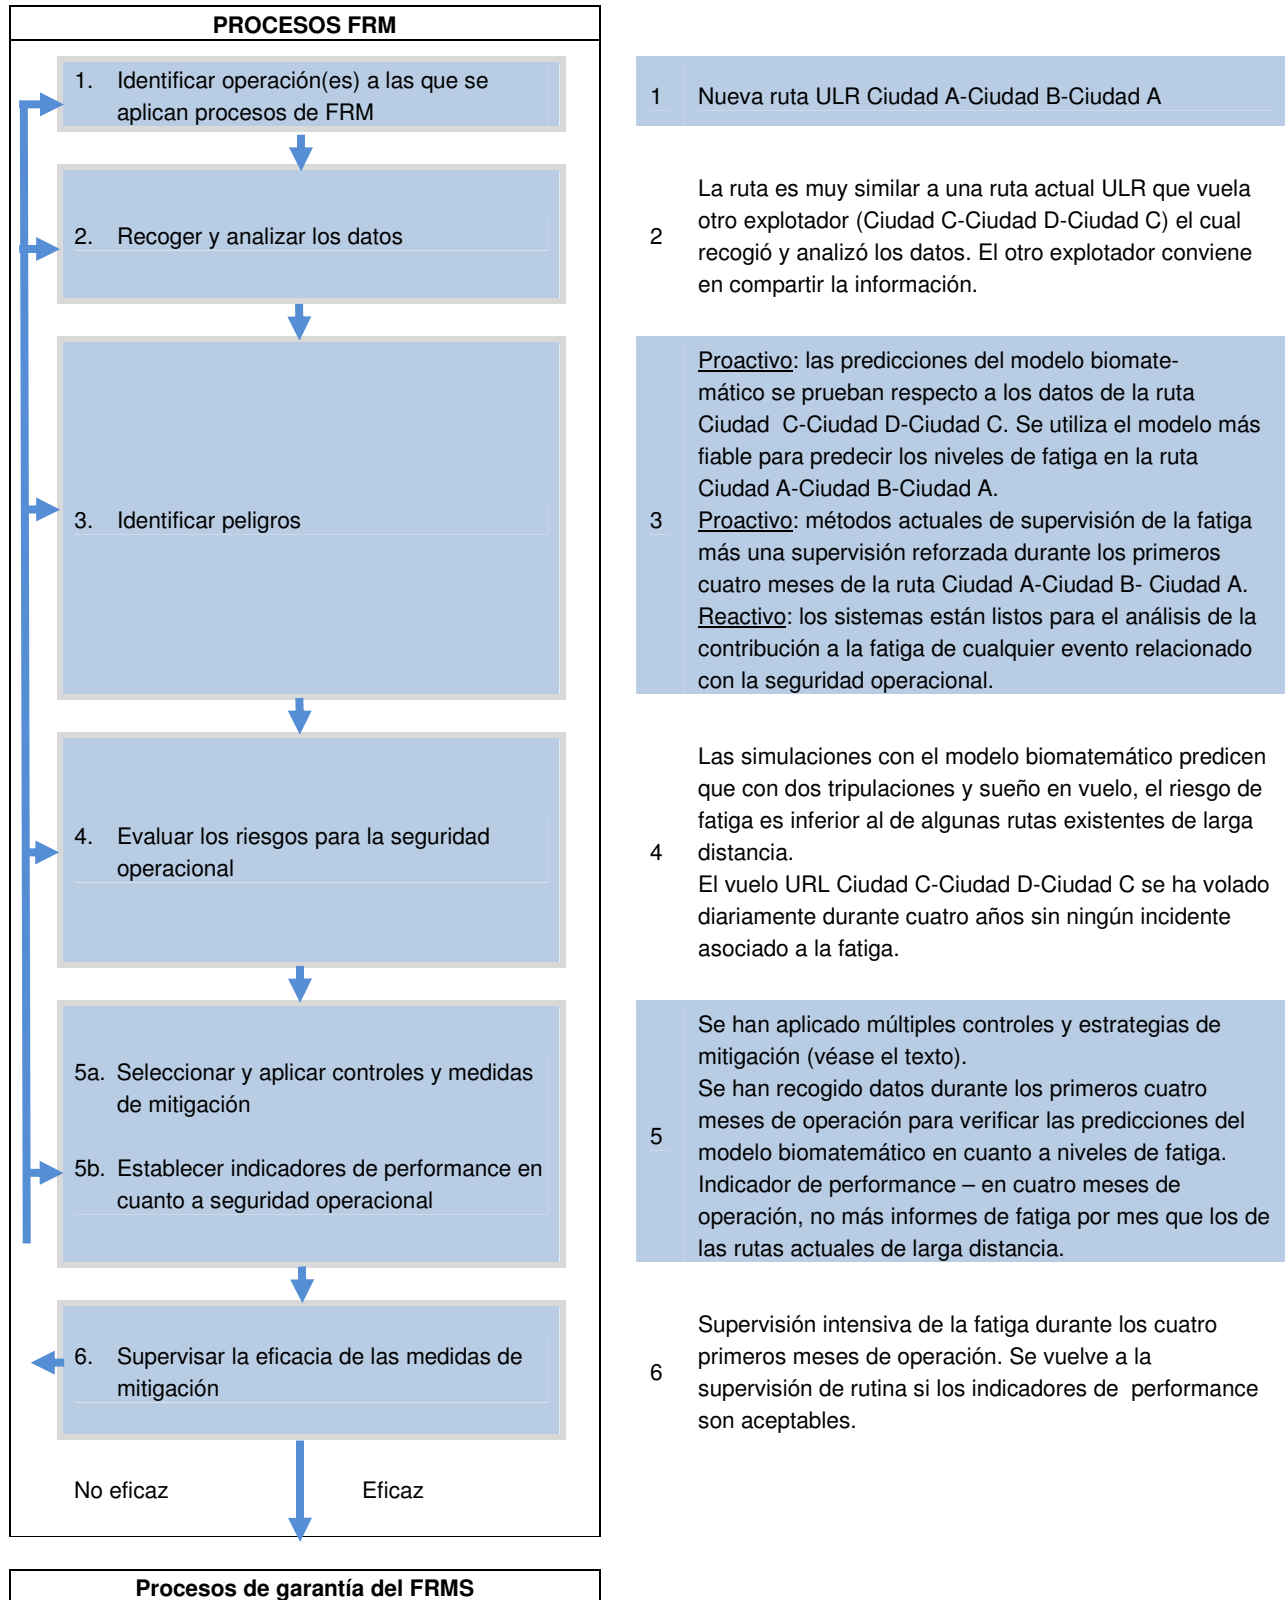 PROCESOS FRM
1. Identificar operación(es) a las que se
aplican procesos de FRM
1 Nueva ruta ULR Ciudad A-Ciudad B-Ciudad A
2. Recoger y analizar los datos
2
La ruta es muy similar a una ruta actual ULR que vuela
otro explotador (Ciudad C-Ciudad D-Ciudad C) el cual
recogió y analizó los datos. El otro explotador conviene
en compartir la información.
3. Identificar peligros
3
Proactivo: las predicciones del modelo biomate-
mático se prueban respecto a los datos de la ruta
Ciudad C-Ciudad D-Ciudad C. Se utiliza el modelo más
fiable para predecir los niveles de fatiga en la ruta
Ciudad A-Ciudad B-Ciudad A.
Proactivo: métodos actuales de supervisión de la fatiga
más una supervisión reforzada durante los primeros
cuatro meses de la ruta Ciudad A-Ciudad B- Ciudad A.
Reactivo: los sistemas están listos para el análisis de la
contribución a la fatiga de cualquier evento relacionado
con la seguridad operacional.
4. Evaluar los riesgos para la seguridad
operacional
4
Las simulaciones con el modelo biomatemático predicen
que con dos tripulaciones y sueño en vuelo, el riesgo de
fatiga es inferior al de algunas rutas existentes de larga
distancia.
El vuelo URL Ciudad C-Ciudad D-Ciudad C se ha volado
diariamente durante cuatro años sin ningún incidente
asociado a la fatiga.
5a. Seleccionar y aplicar controles y medidas
de mitigación
5b. Establecer indicadores de performance en
cuanto a seguridad operacional
5
Se han aplicado múltiples controles y estrategias de
mitigación (véase el texto).
Se han recogido datos durante los primeros cuatro
meses de operación para verificar las predicciones del
modelo biomatemático en cuanto a niveles de fatiga.
Indicador de performance – en cuatro meses de
operación, no más informes de fatiga por mes que los de
las rutas actuales de larga distancia.
6. Supervisar la eficacia de las medidas de
mitigación
6
Supervisión intensiva de la fatiga durante los cuatro
primeros meses de operación. Se vuelve a la
supervisión de rutina si los indicadores de performance
son aceptables.
No eficaz Eficaz
Procesos de garantía del FRMS